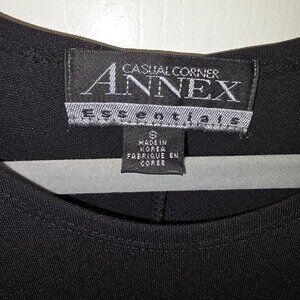 CASUAL CORNER
ANNEX
Essentials
S
MADE IN
KOREA
FABRIQUE EN
COREE